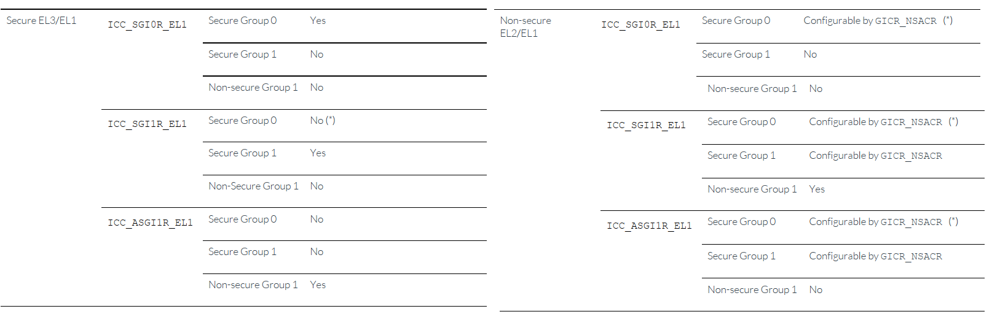 Secure EL3/EL1 ICC_SGI0R_EL1 Secure Group 0 Yes
Secure Group 1 No
Non-secure Group 1 No
ICC_SGI1R_EL1 Secure Group 0 No (*)
Secure Group 1 Yes
Non-Secure Group 1 No
ICC_ASGI1R_EL1 Secure Group 0 No
Secure Group 1 No
Non-secure Group 1 Yes
Non-secure ICC_SGI0R_EL1 Secure Group 0 Configurable by GICR_NSACR (*)
EL2/EL1
Secure Group 1 No
Non-secure Group 1 No
ICC_SGI1R_EL1 Secure Group 0 Configurable by GICR_NSACR (*)
Secure Group 1 Configurable by GICR_NSACR
Non-secure Group 1 Yes
ICC_ASGI1R_EL1 Secure Group 0 Configurable by GICR_NSACR (*)
Secure Group 1 Configurable by GICR_NSACR
Non-secure Group 1 No